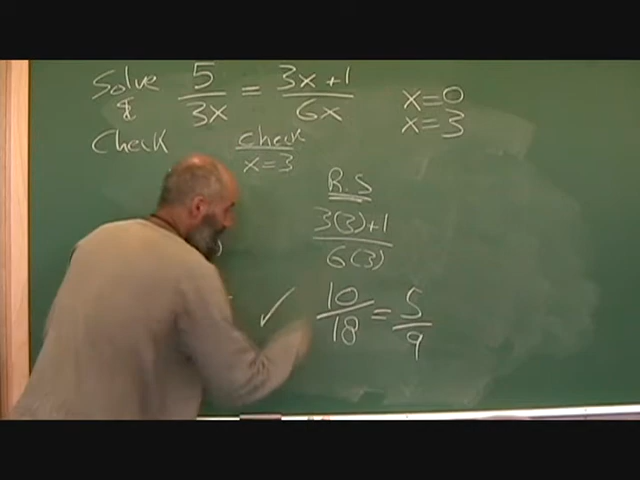 Solve
&
Check
5/3x = 3x+1/6x
x=0
x=3
check
x=3
R.S
3(3)+1/6(3)
✓
10/18 = 5/9